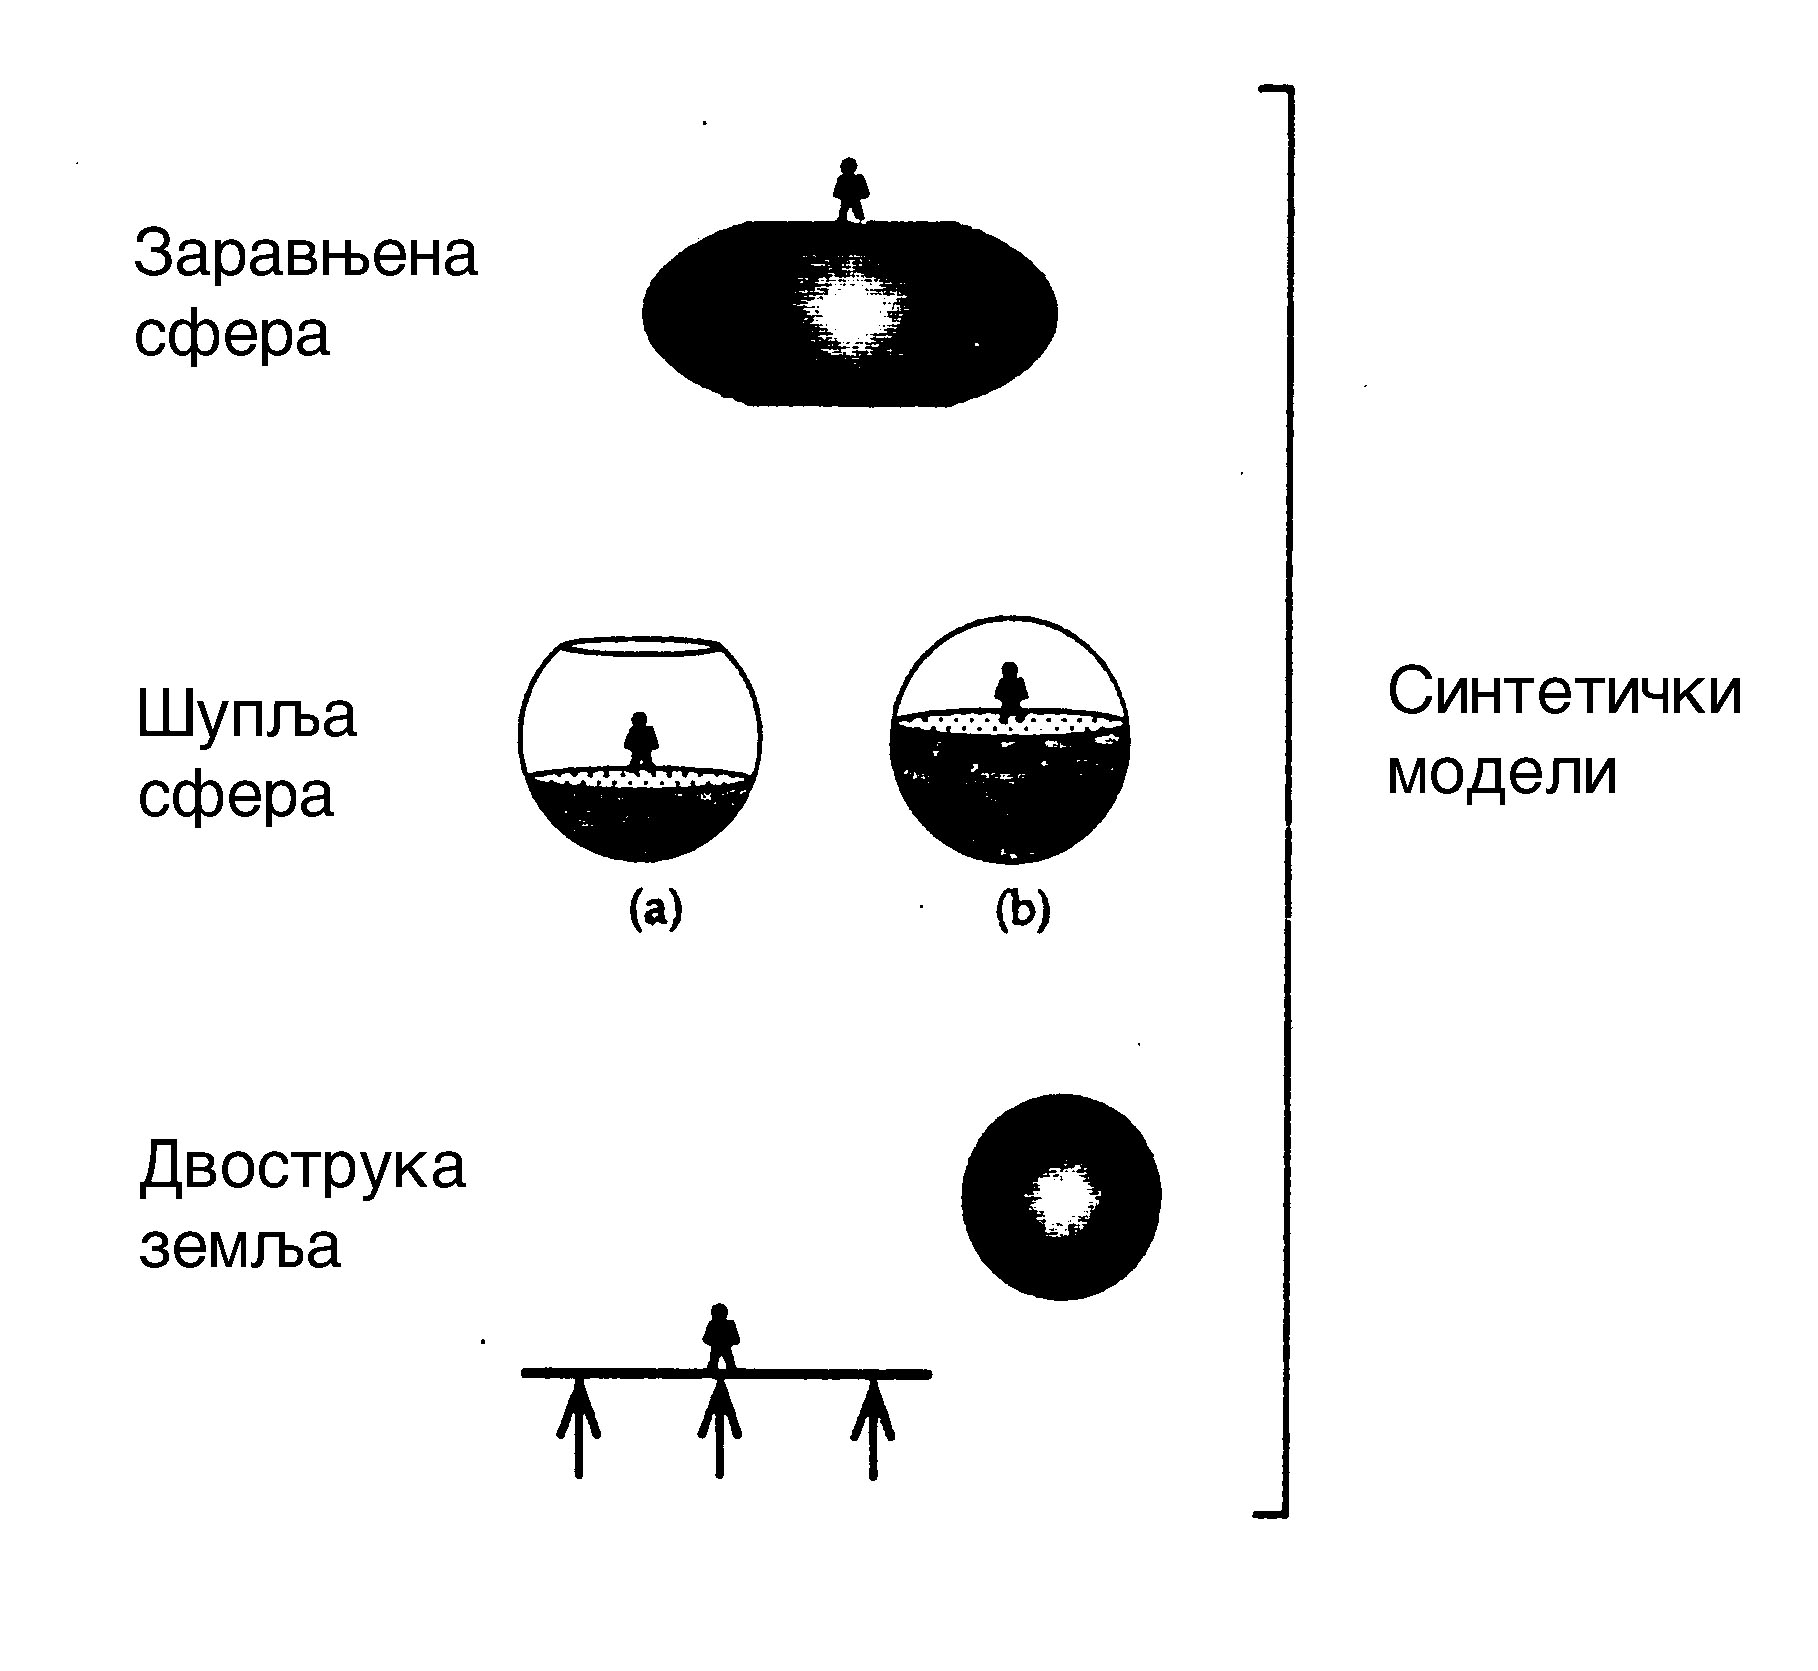 Заравњена
сфера
Шупља
сфера
(a)
(b)
Синтетички
модели
Двострука
земља